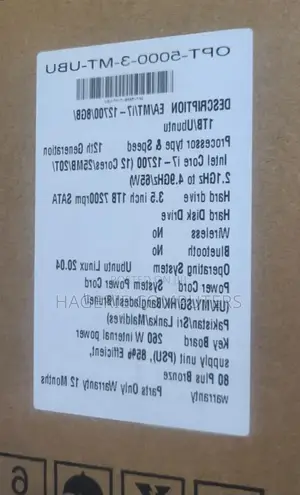 OPT-5000-3-MT-UBU
DESCRIPTION EA/MT/i7-12700/8GB/
1TB/Ubuntu
Processor type & Speed 12th Generation
Intel Core i7-12700 (12 Cores/25MB/20T/
2.1GHz to 4.9GHz/65W)
Hard drive 3.5 inch 1TB 7200rpm SATA
Hard Disk Drive
Wireless No
Bluetooth No
Operating System Ubuntu Linux 20.04
Power Cord System Power Cord
(UK/MY/SG/HK/Bangladesh/Brunei/
Pakistan/Sri Lanka/Maldives)
Key Board 260 W internal power
supply unit (PSU), 85% Efficient,
80 Plus Bronze
warranty Parts Only Warranty 12 Months
6